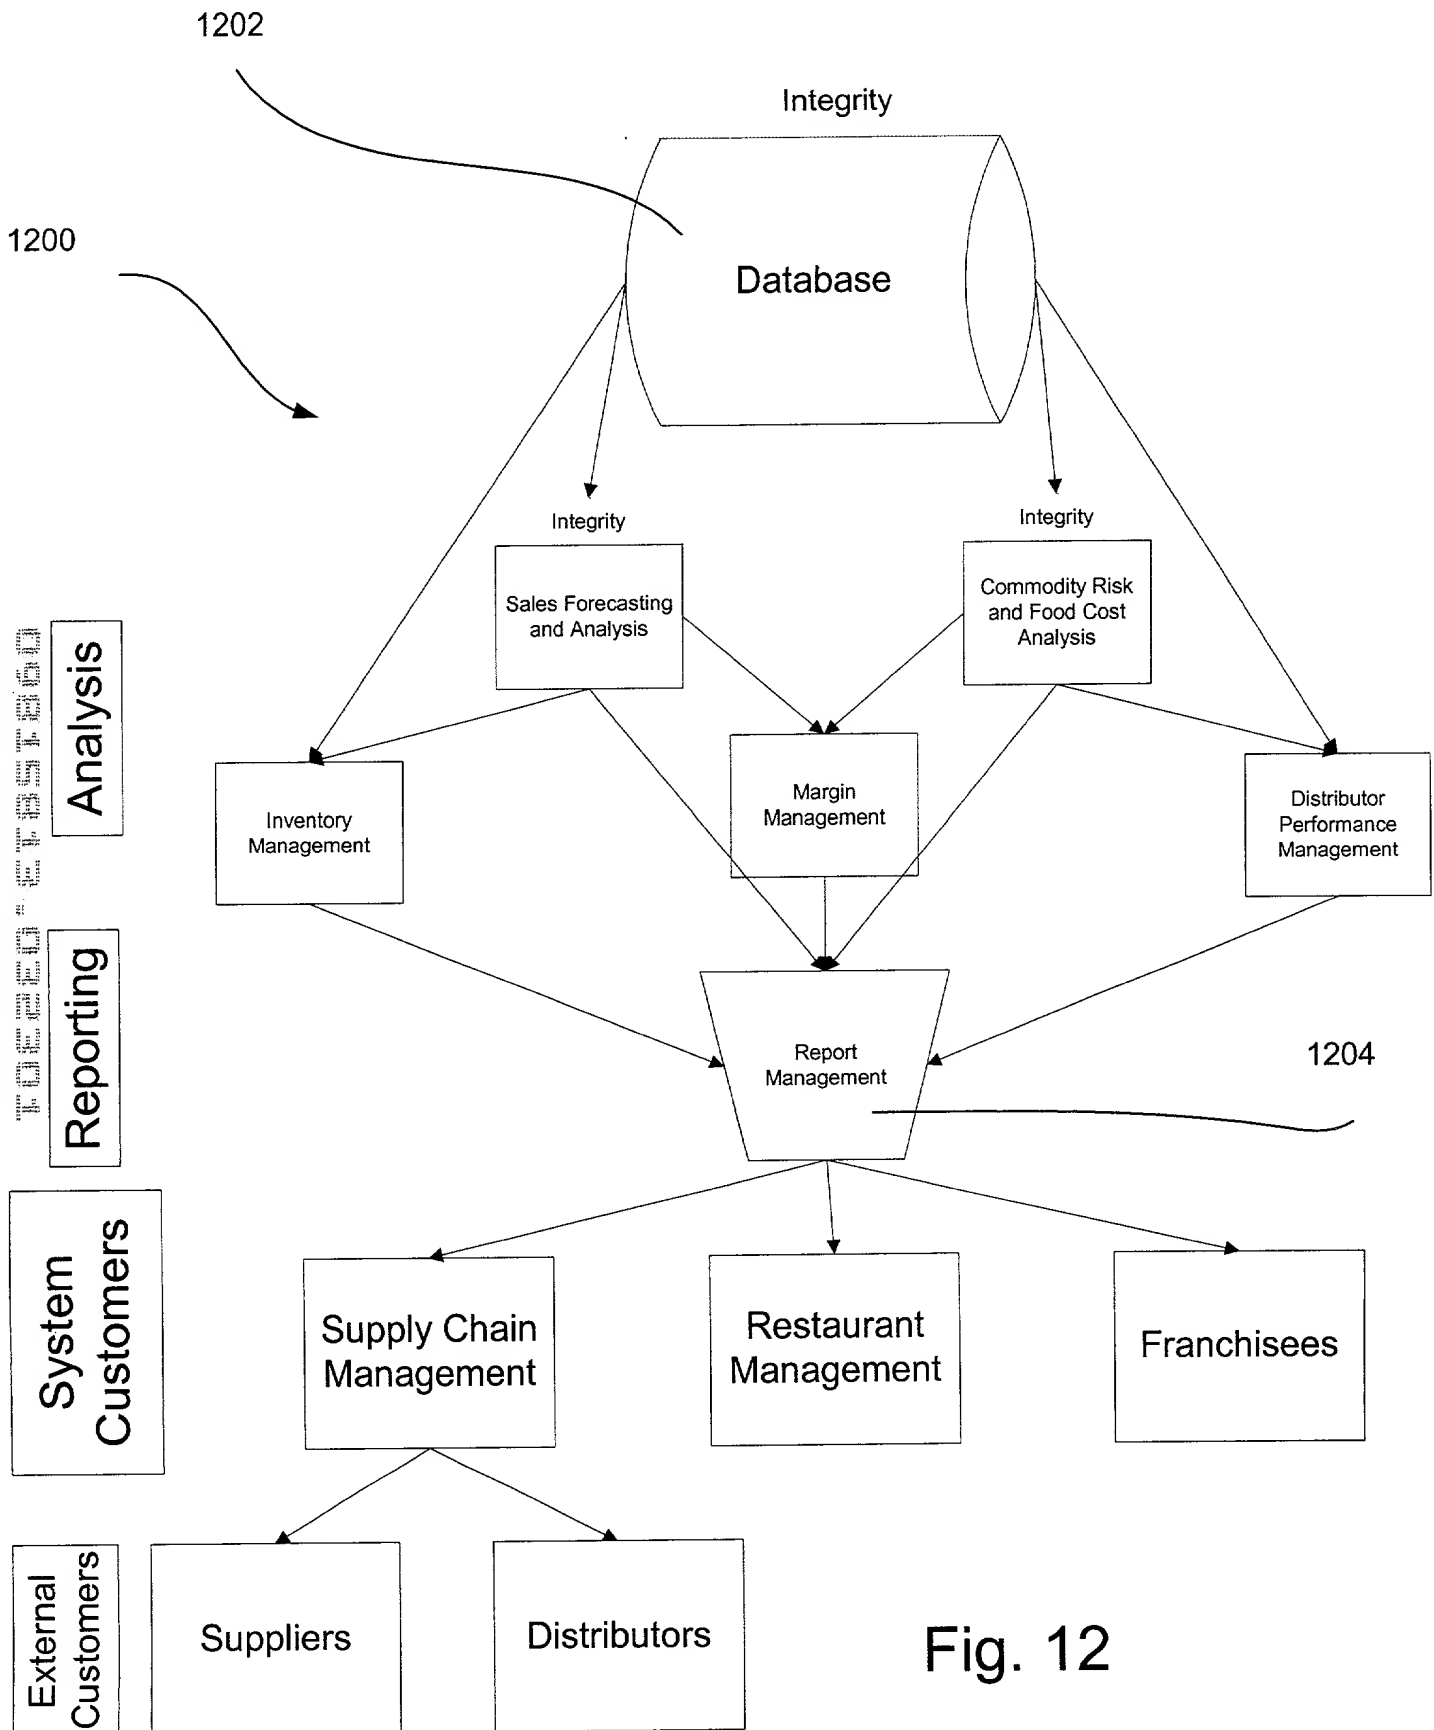 1202
Integrity
1200
Database
Integrity
Integrity
Sales Forecasting
and Analysis
Commodity Risk
and Food Cost
Analysis
Analysis
Inventory
Management
Margin
Management
Distributor
Performance
Management
Reporting
Report
Management
1204
System
Customers
Supply Chain
Management
Restaurant
Management
Franchisees
External
Customers
Suppliers
Distributors
Fig. 12